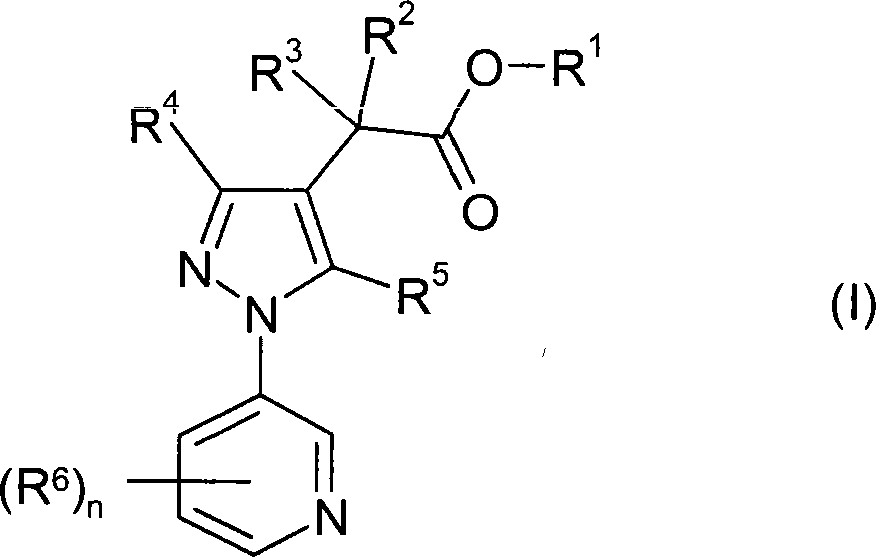 R² 
R³ O R¹
R⁴
O
N R⁵
N (I)
(R⁶)n N